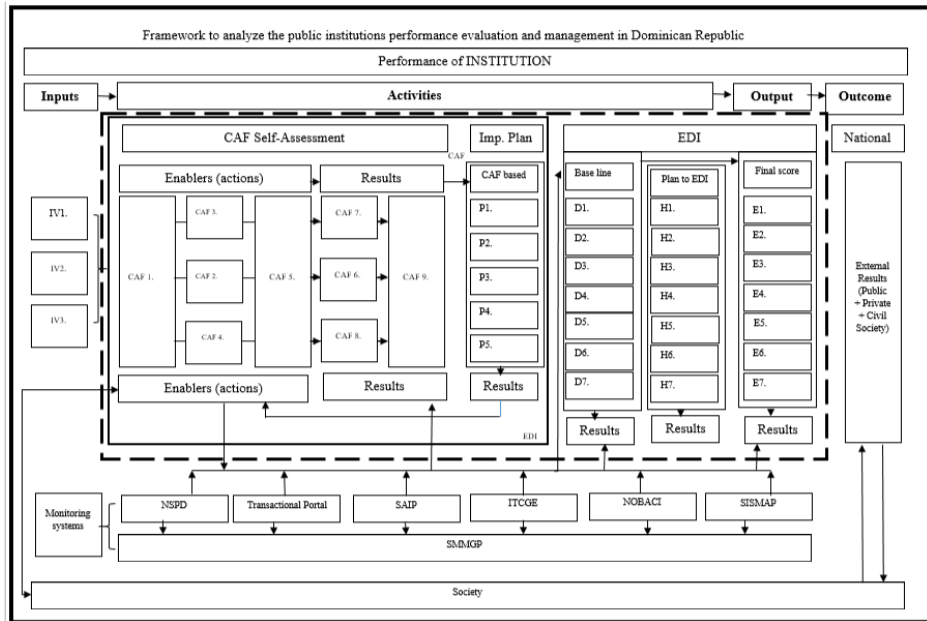 Framework to analyze the public institutions performance evaluation and management in Dominican Republic
Performance of INSTITUTION
Inputs
Activities
Output
Outcome
CAF Self-Assessment
Imp. Plan
EDI
National
CAF
Enablers (actions)
Results
CAF based
Base line
Plan to EDI
Final score
IV1.
IV2.
IV3.
CAF 1.
CAF 3.
CAF 2.
CAF 4.
CAF 5.
CAF 7.
CAF 6.
CAF 8.
CAF 9.
P1.
P2.
P3.
P4.
P5.
D1.
D2.
D3.
D4.
D5.
D6.
D7.
H1.
H2.
H3.
H4.
H5.
H6.
H7.
E1.
E2.
E3.
E4.
E5.
E6.
E7.
External
Results
(Public
+ Private
+ Civil
Society)
Enablers (actions)
Results
Results
EDI
Results
Results
Results
Monitoring
systems
NSPD
Transactional Portal
SAIP
ITCGE
NOBACI
SISMAP
SMMGP
Society